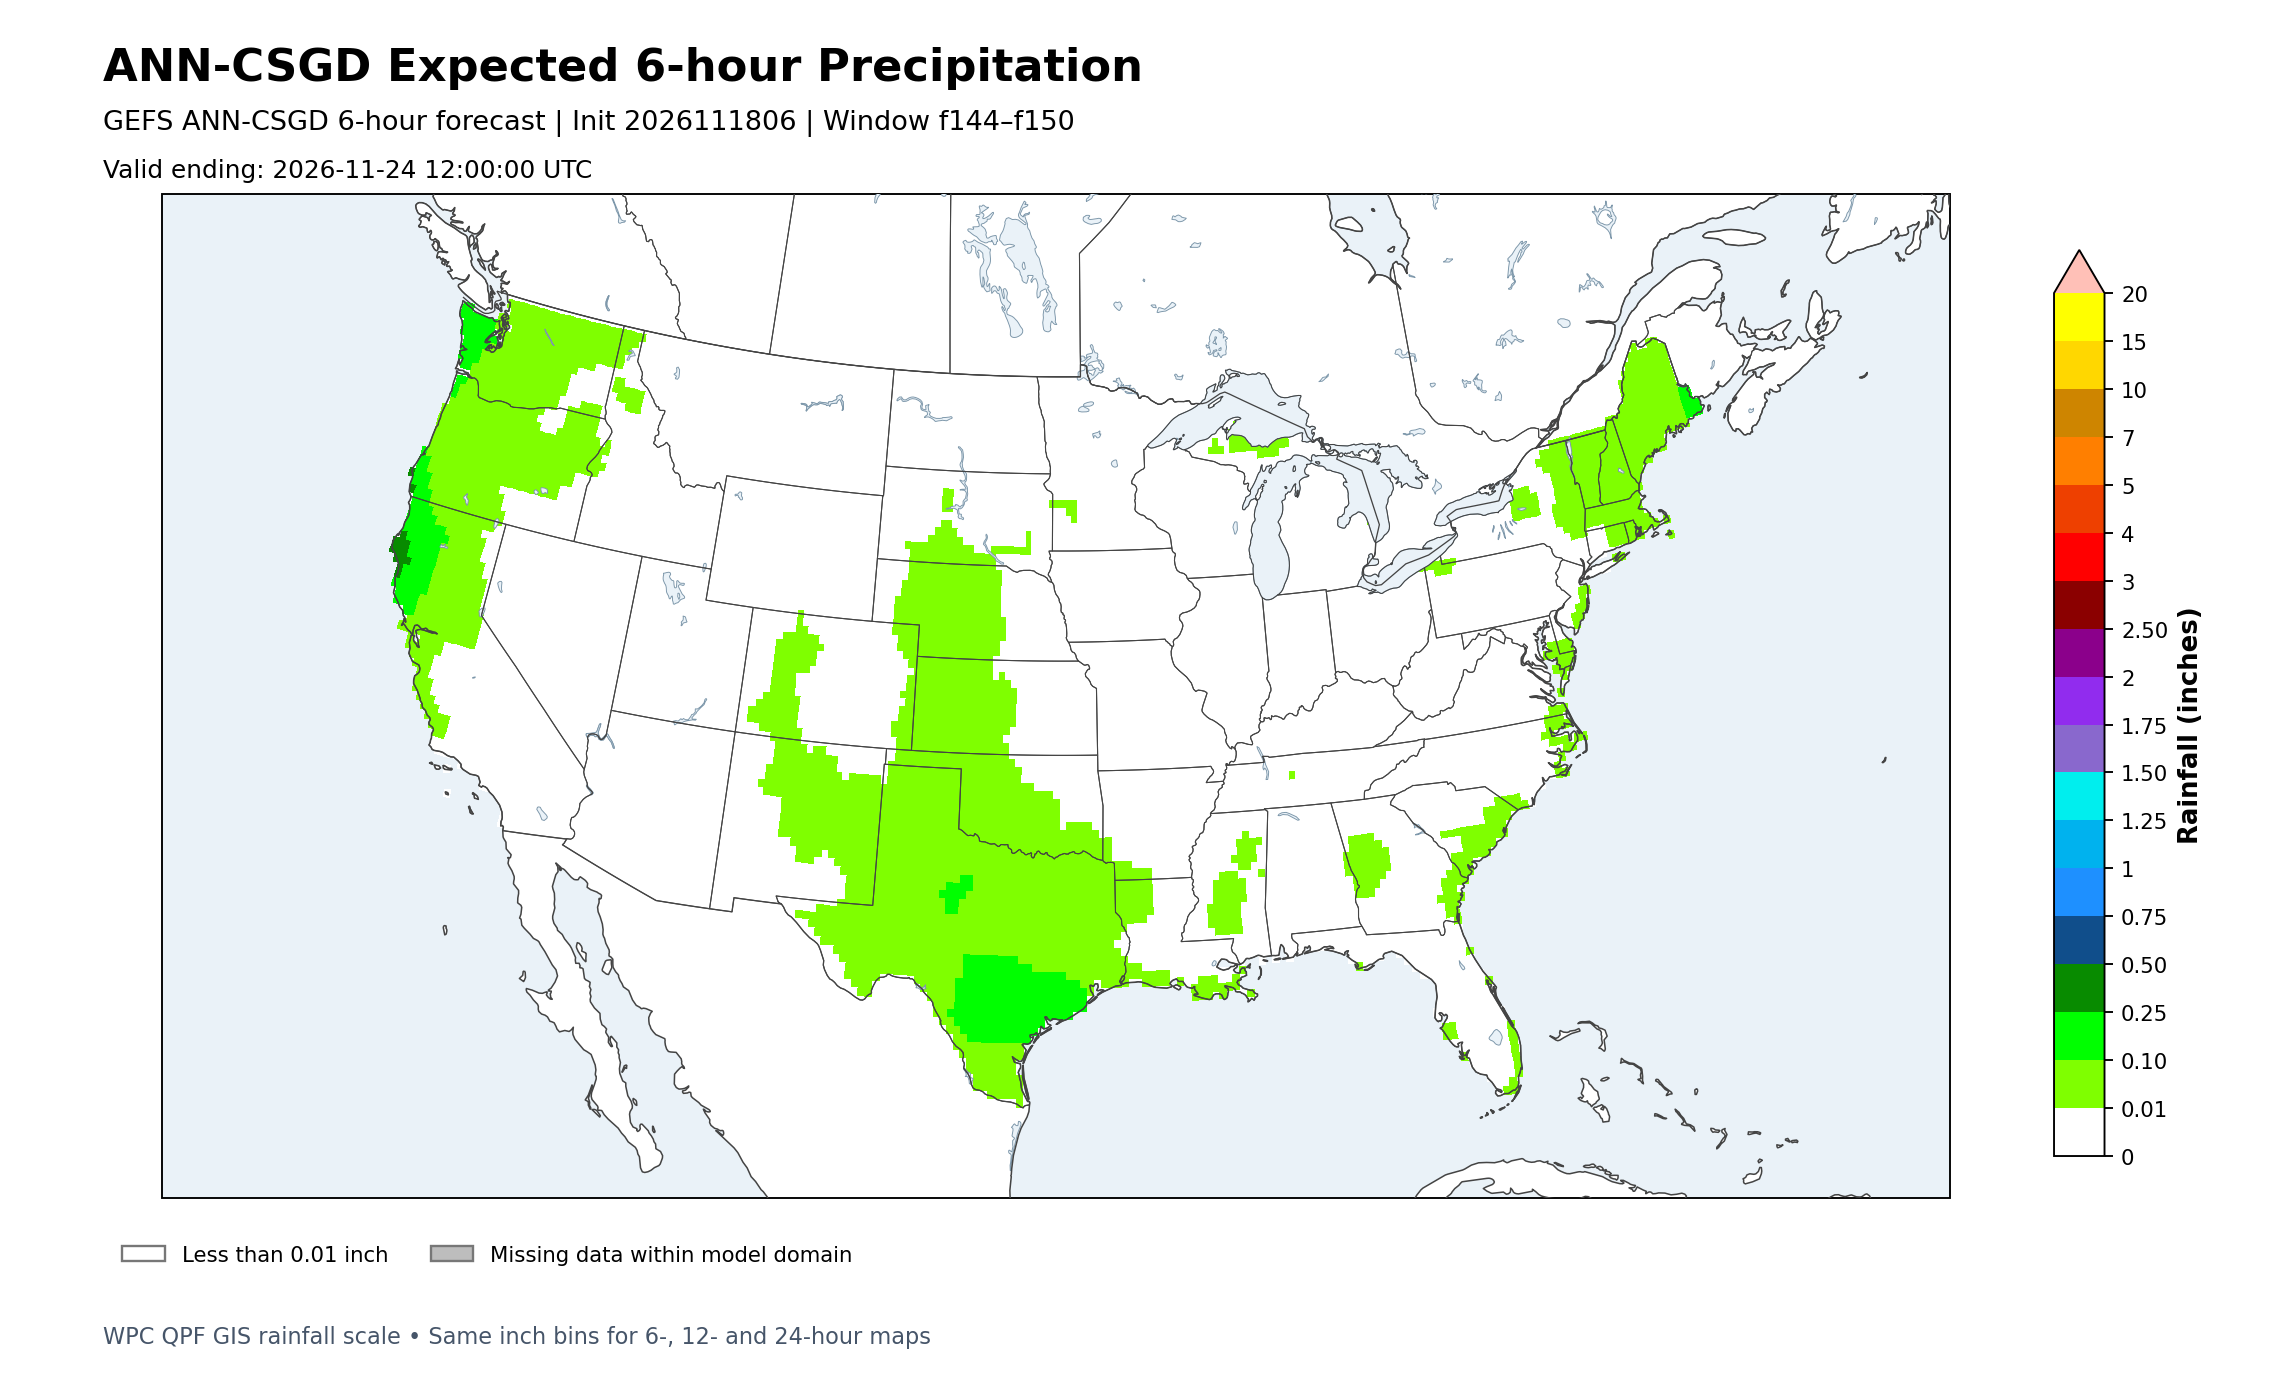 ANN-CSGD Expected 6-hour Precipitation
GEFS ANN-CSGD 6-hour forecast | Init 2026111806 | Window f144–f150
Valid ending: 2026-11-24 12:00:00 UTC
20
15
10
7
5
4
3
2.50
2
1.75
1.50
1.25
1
0.75
0.50
0.25
0.10
0.01
0
Rainfall (inches)
Less than 0.01 inch
Missing data within model domain
WPC QPF GIS rainfall scale • Same inch bins for 6-, 12- and 24-hour maps